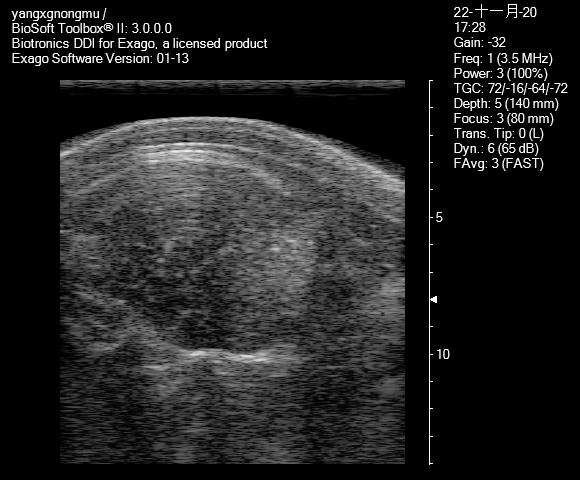 yangxgnongmu /
BioSoft Toolbox® II: 3.0.0.0
Biotronics DDI for Exago, a licensed product
Exago Software Version: 01-13
22-十一月-20
17:28
Gain: -32
Freq: 1 (3.5 MHz)
Power: 3 (100%)
TGC: 72/-16/-64/-72
Depth: 5 (140 mm)
Focus: 3 (80 mm)
Trans. Tip: 0 (L)
Dyn.: 6 (65 dB)
FAvg: 3 (FAST)
5
10